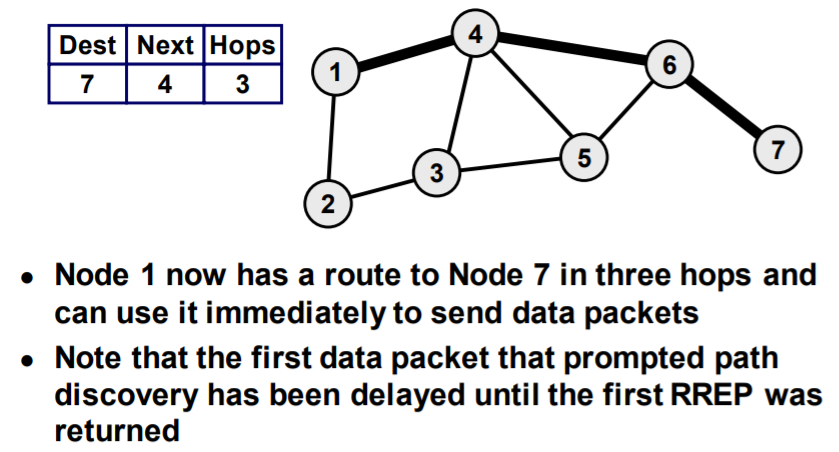 Dest Next Hops
7 4 3
1
4
6
7
5
3
2
• Node 1 now has a route to Node 7 in three hops and
can use it immediately to send data packets
• Note that the first data packet that prompted path
discovery has been delayed until the first RREP was
returned